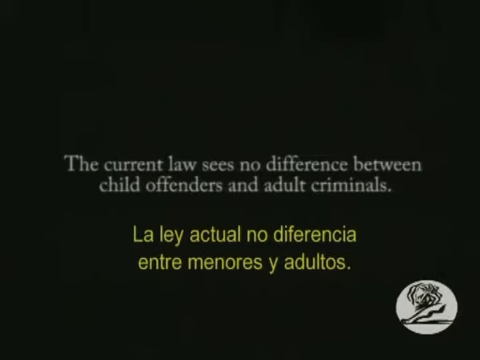 The current law sees no difference between
child offenders and adult criminals.
La ley actual no diferencia
entre menores y adultos.